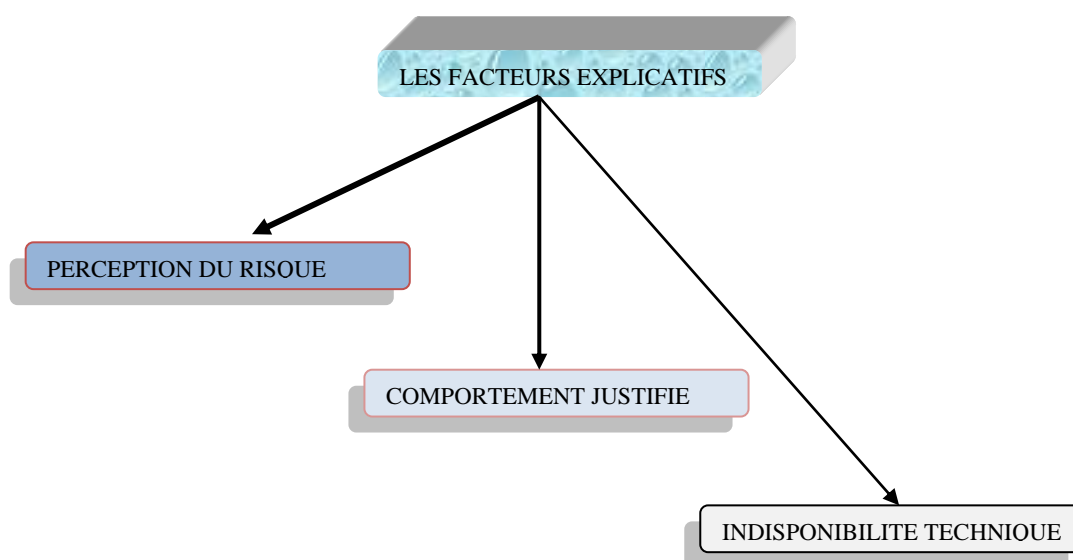 LES FACTEURS EXPLICATIFS
PERCEPTION DU RISQUE
COMPORTEMENT JUSTIFIE
INDISPONIBILITE TECHNIQUE